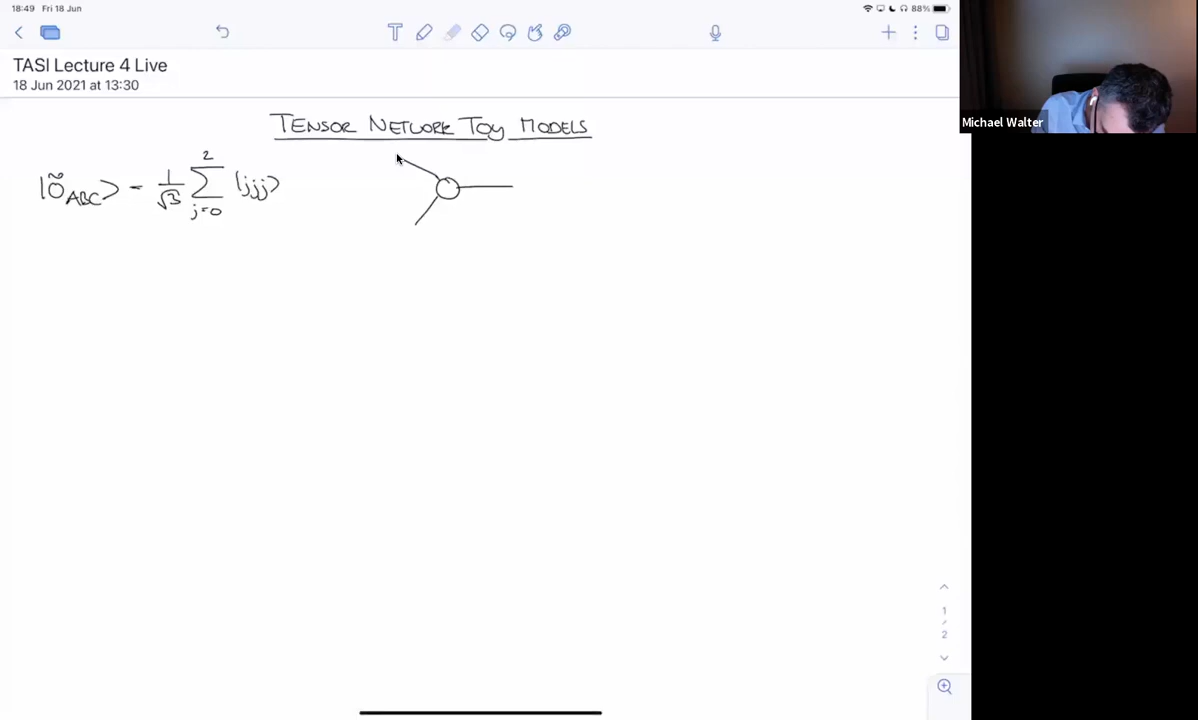 18:49 Fri 18 Jun
88%
TASI Lecture 4 Live
18 Jun 2021 at 13:30
Michael Walter
TENSOR NETWORK TOY MODELS
|õ_ABC> = 1/√3 Σ_{j=0}^{2} |jjj>
1
/
2